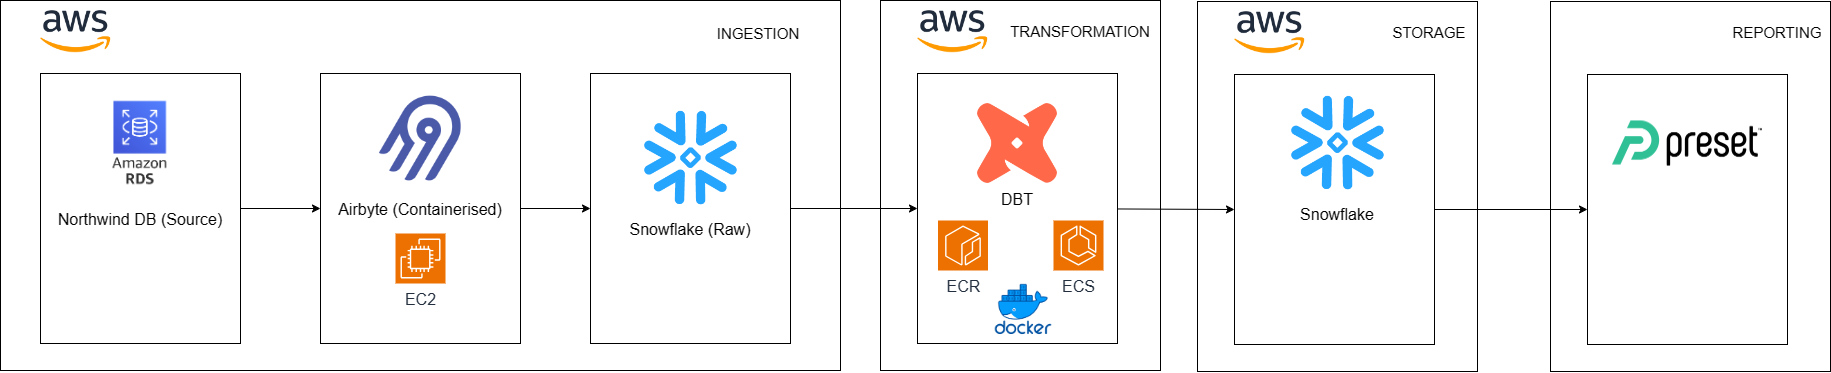 aws
INGESTION
Amazon
RDS
Northwind DB (Source)
Airbyte (Containerised)
EC2
Snowflake (Raw)
aws
TRANSFORMATION
DBT
ECR
ECS
docker
aws
STORAGE
Snowflake
REPORTING
preset™